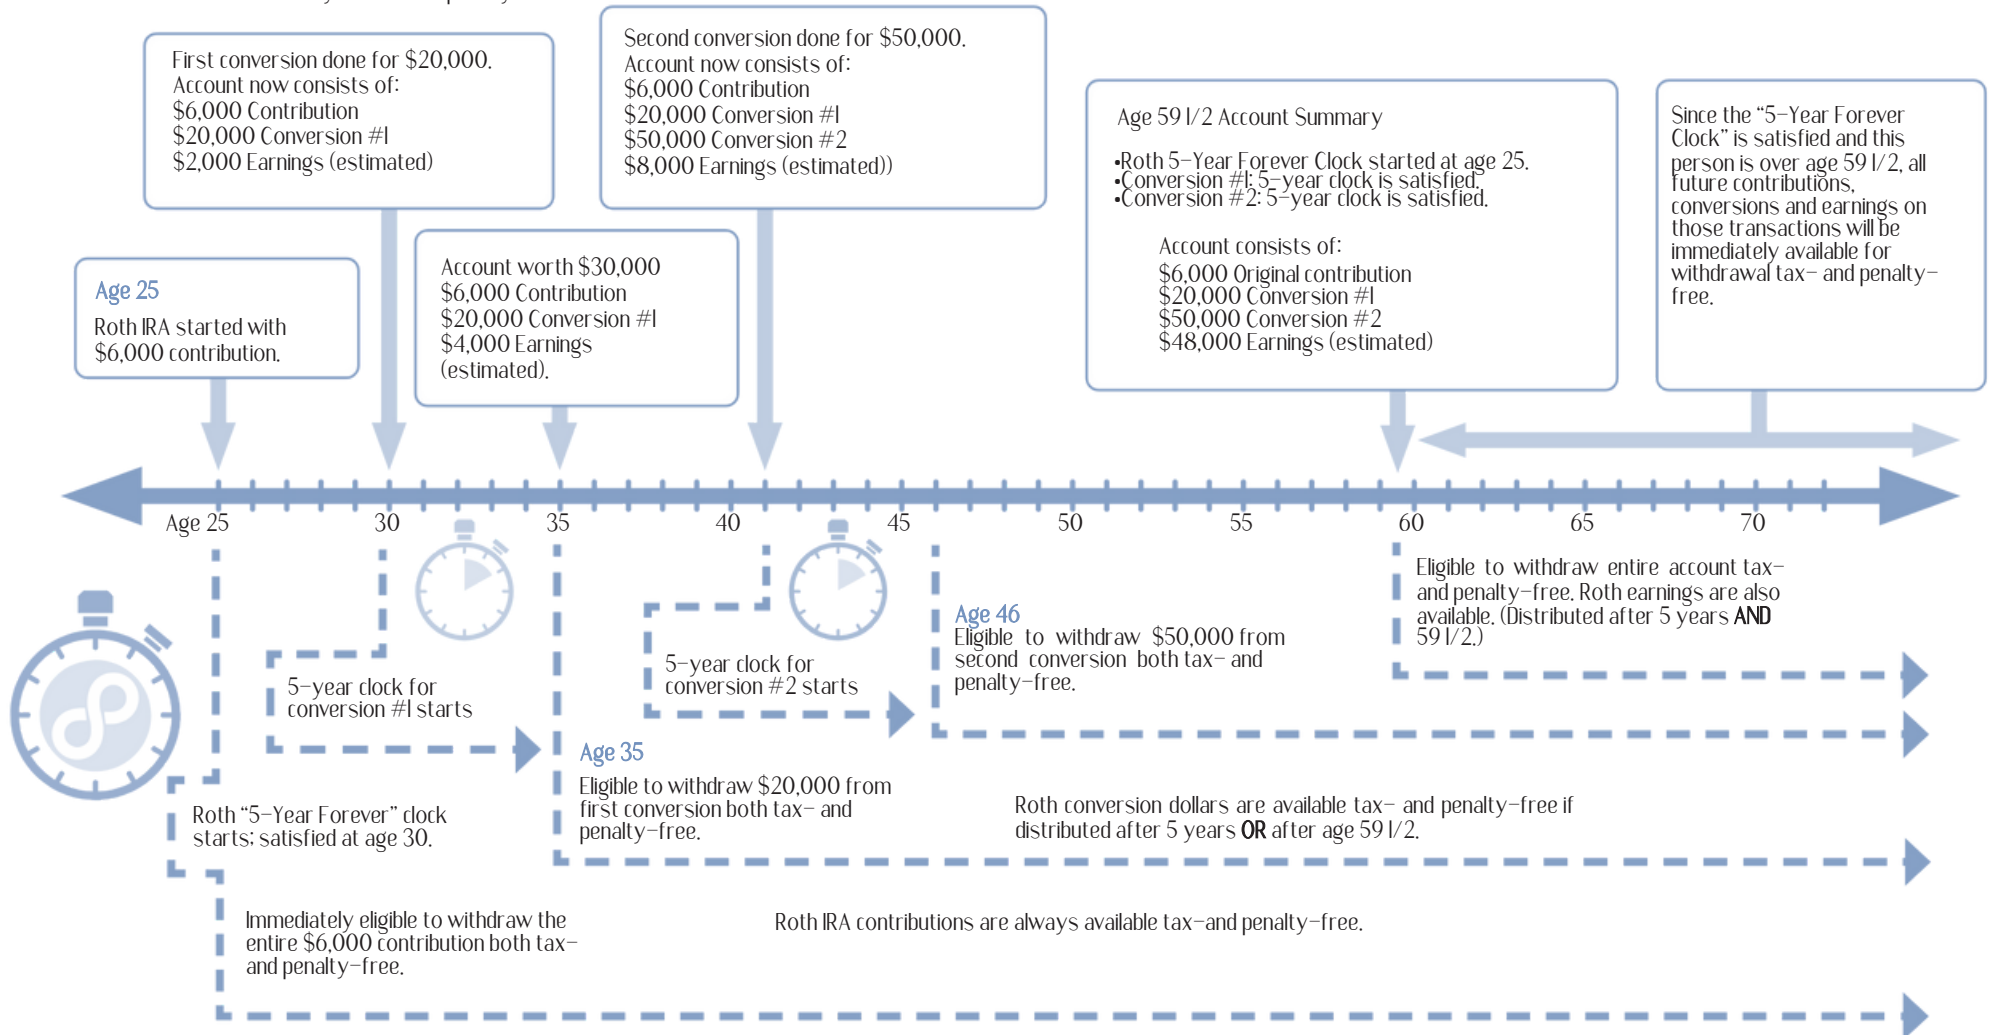 First conversion done for $20,000.
Account now consists of:
$6,000 Contribution
$20,000 Conversion #1
$2,000 Earnings (estimated)
Second conversion done for $50,000.
Account now consists of:
$6,000 Contribution
$20,000 Conversion #1
$50,000 Conversion #2
$8,000 Earnings (estimated))
Age 59 1/2 Account Summary
•Roth 5-Year Forever Clock started at age 25.
•Conversion #1: 5-year clock is satisfied.
•Conversion #2: 5-year clock is satisfied.
Account consists of:
$6,000 Original contribution
$20,000 Conversion #1
$50,000 Conversion #2
$48,000 Earnings (estimated)
Since the “5-Year Forever
Clock” is satisfied and this
person is over age 59 1/2, all
future contributions,
conversions and earnings on
those transactions will be
immediately available for
withdrawal tax- and penalty-
free.
Age 25
Roth IRA started with
$6,000 contribution.
Account worth $30,000
$6,000 Contribution
$20,000 Conversion #1
$4,000 Earnings
(estimated).
Age 25 30 35 40 45 50 55 60 65 70
Eligible to withdraw entire account tax-
and penalty-free. Roth earnings are also
available. (Distributed after 5 years AND
59 1/2.)
Age 46
Eligible to withdraw $50,000 from
second conversion both tax- and
penalty-free.
5-year clock for
conversion #2 starts
5-year clock for
conversion #1 starts
Age 35
Eligible to withdraw $20,000 from
first conversion both tax- and
penalty-free.
Roth conversion dollars are available tax- and penalty-free if
distributed after 5 years OR after age 59 1/2.
Roth “5-Year Forever” clock
starts; satisfied at age 30.
Immediately eligible to withdraw the
entire $6,000 contribution both tax-
and penalty-free.
Roth IRA contributions are always available tax-and penalty-free.